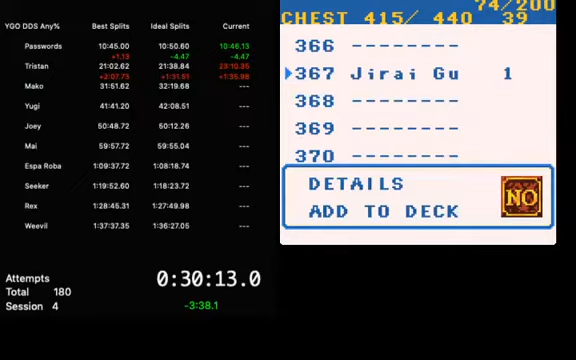 YGO DDS Any% Best Splits Ideal Splits Current
Passwords 10:45.00 10:50.60 10:46.13
+1.13 -4.47 -4.47
Tristan 21:02.62 21:38.84 23:10.35
+2:07.73 +1:31.51 +1:35.98
Mako 31:51.62 32:19.68 ---
Yugi 41:41.20 42:08.51 ---
Joey 50:48.72 50:12.26 ---
Mai 59:57.72 59:55.04 ---
Espa Roba 1:09:37.72 1:08:18.74 ---
Seeker 1:19:52.60 1:18:23.72 ---
Rex 1:28:45.31 1:27:49.98 ---
Weevil 1:37:37.35 1:36:27.05 ---
Attempts
Total 180
Session 4
0:30:13.0
-3:38.1
74/200
CHEST 415/ 440 39
366 --------
367 Jirai Gu 1
368 --------
369 --------
370 --------
DETAILS
ADD TO DECK
NO